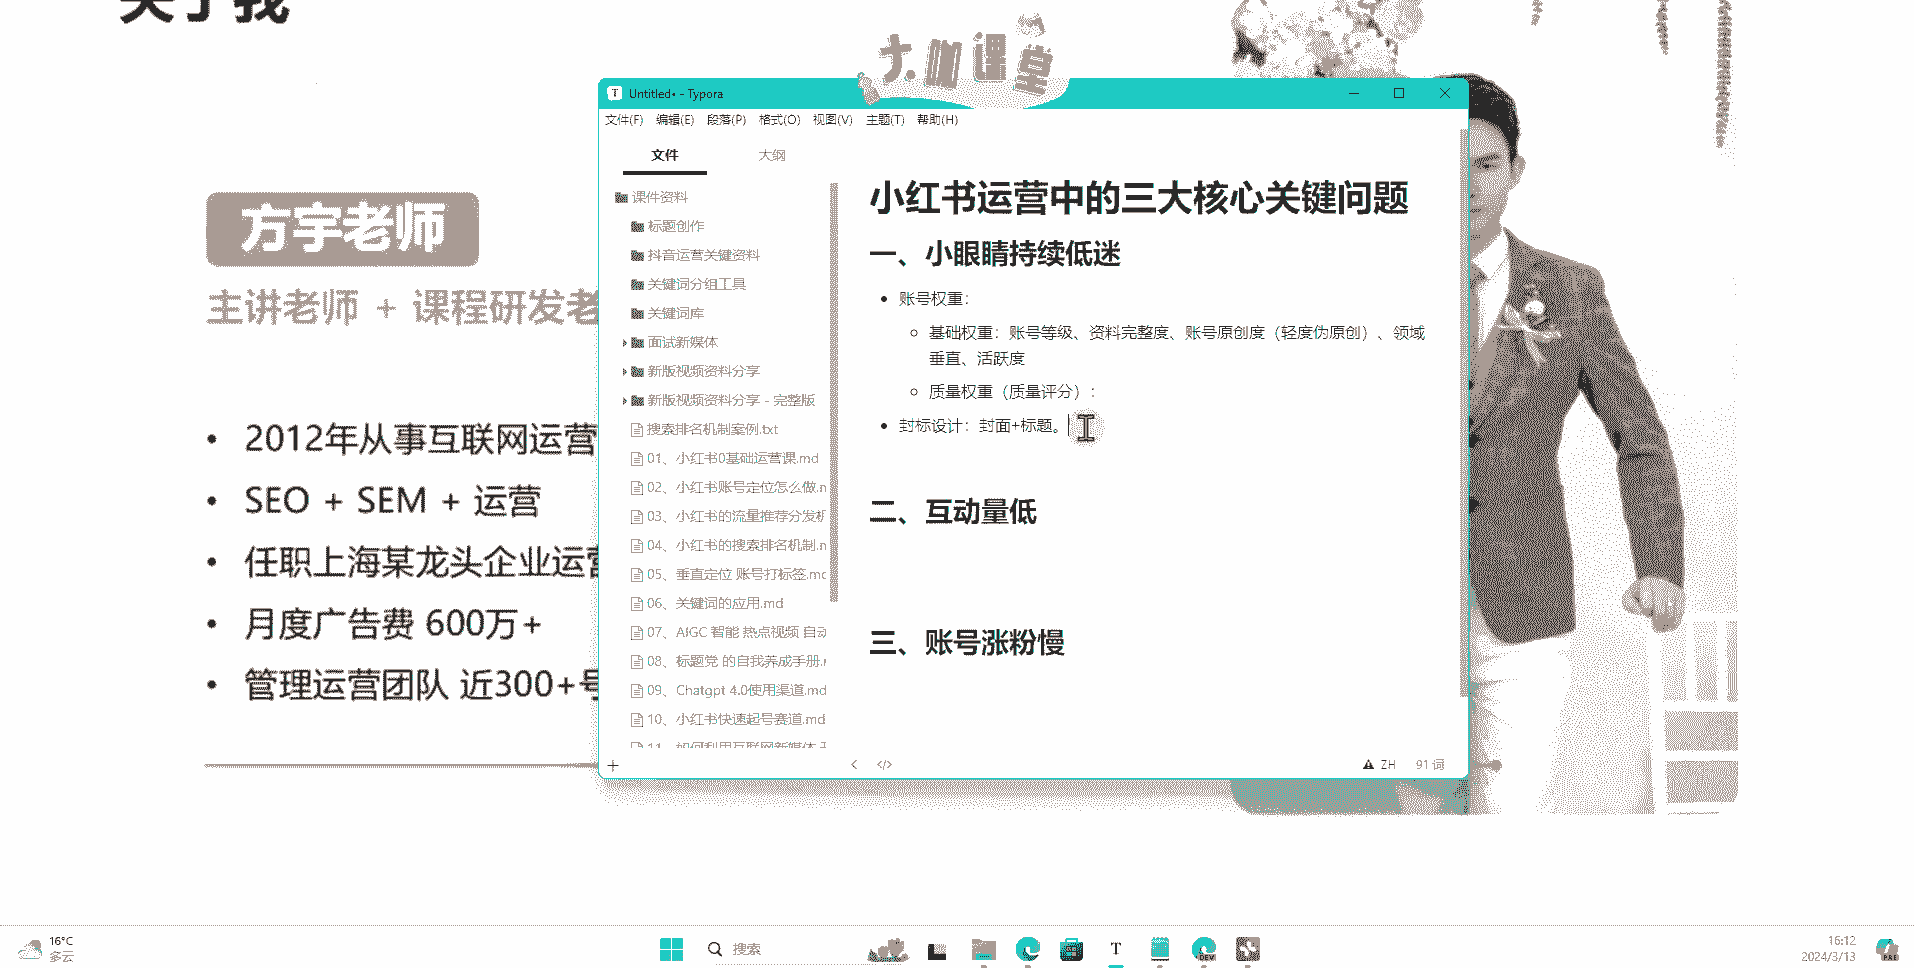 关于我
大咖课堂
方宇老师
主讲老师 + 课程研发老
2012年从事互联网运营
SEO + SEM + 运营
任职上海某龙头企业运营
月度广告费 600万+
管理运营团队 近300+号
Untitled• - Typora
文件(F) 编辑(E) 段落(P) 格式(O) 视图(V) 主题(T) 帮助(H)
文件 大纲
课件资料
标题创作
抖音运营关键资料
关键词分组工具
关键词库
面试新媒体
新版视频资料分享
新版视频资料分享 - 完整版
搜索排名机制案例.txt
01、小红书0基础运营课.md
02、小红书账号定位怎么做.m
03、小红书的流量推荐分发机
04、小红书的搜索排名机制.m
05、垂直定位 账号打标签.mc
06、关键词的应用.md
07、AIGC 智能 热点视频 自动
08、标题党 的自我养成手册.r
09、Chatgpt 4.0使用渠道.md
10、小红书快速起号赛道.md
11、如何利用互联网新媒体
小红书运营中的三大核心关键问题
一、小眼睛持续低迷
账号权重：
基础权重：账号等级、资料完整度、账号原创度（轻度伪原创）、领域
垂直、活跃度
质量权重（质量评分）：
封标设计：封面+标题。
二、互动量低
三、账号涨粉慢
ZH 91 词
16°C
多云
搜索
DEV
PRE
16:12
2024/3/13